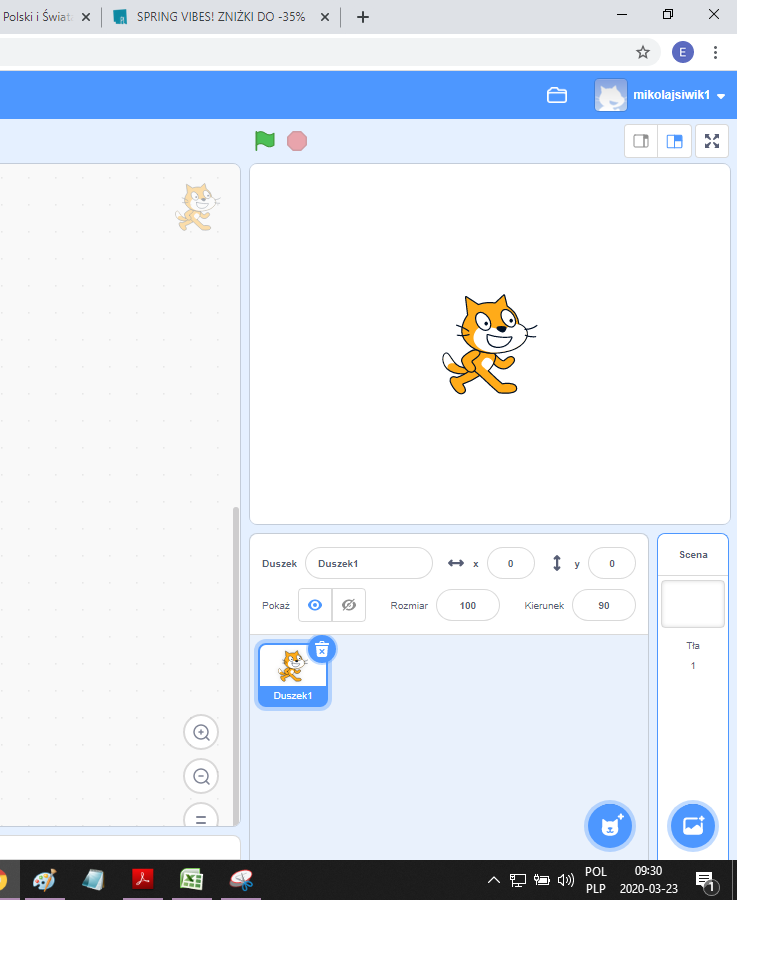 Polski i Świat
SPRING VIBES! ZNIŻKI DO -35%
E
mikolajsiwik1
Duszek
Duszek1
x
0
y
0
Pokaż
Rozmiar
100
Kierunek
90
Duszek1
Scena
Tła
1
POL
PLP
09:30
2020-03-23
1